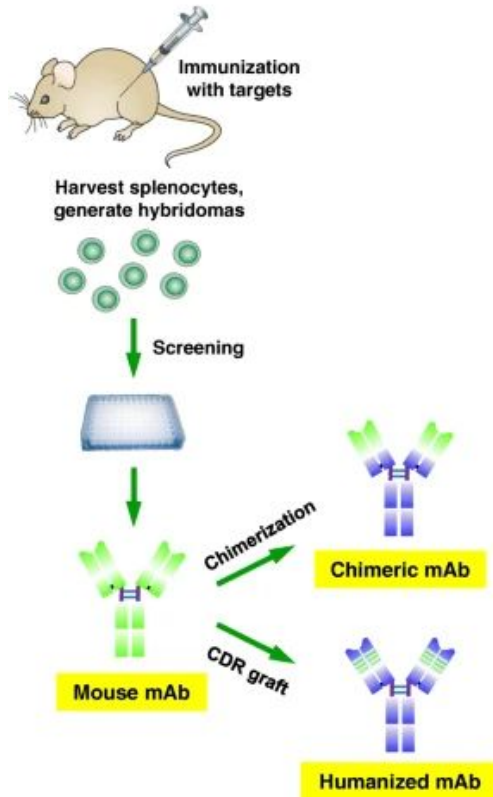 Immunization
with targets
Harvest splenocytes,
generate hybridomas
Screening
Chimerization
Chimeric mAb
Mouse mAb
CDR graft
Humanized mAb